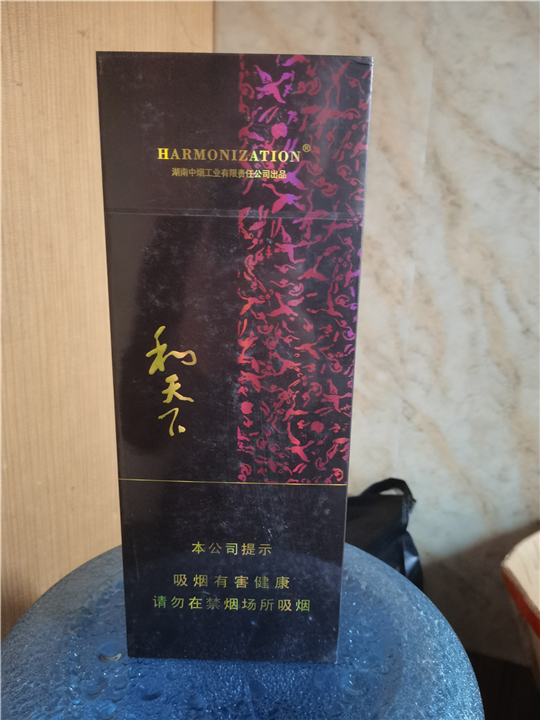 HARMONIZATION®
湖南中烟工业有限责任公司出品
和天下
本公司提示
吸烟有害健康
请勿在禁烟场所吸烟